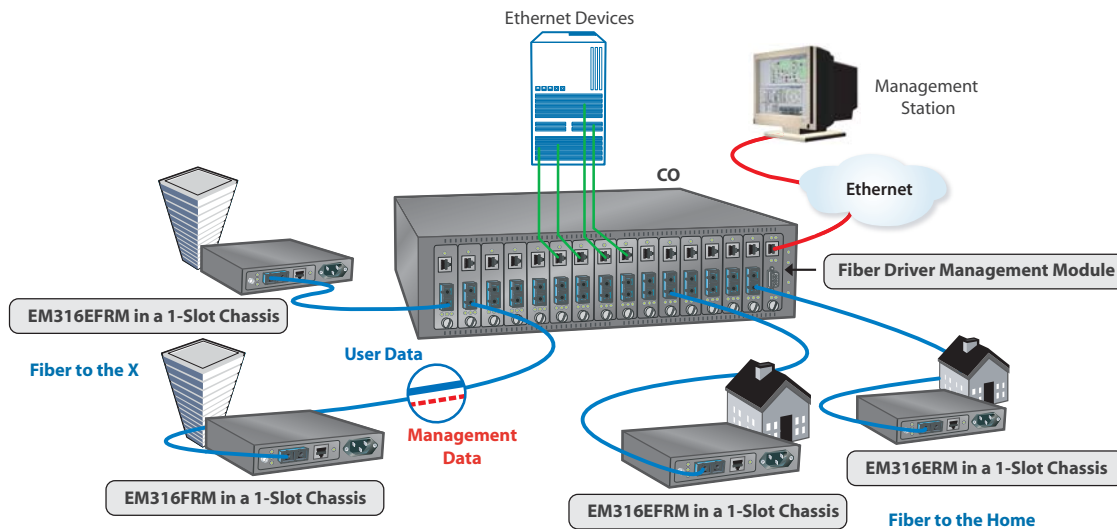 Ethernet Devices
Management
Station
CO
Ethernet
Fiber Driver Management Module
EM316EFRM in a 1-Slot Chassis
User Data
Fiber to the X
Management
Data
EM316FRM in a 1-Slot Chassis
EM316ERM in a 1-Slot Chassis
EM316EFRM in a 1-Slot Chassis
Fiber to the Home